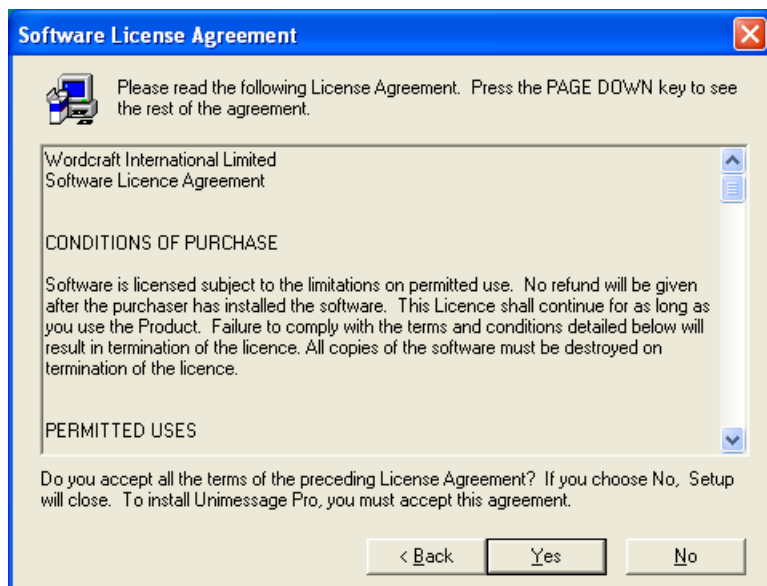 Software License Agreement
Please read the following License Agreement. Press the PAGE DOWN key to see
the rest of the agreement.
Wordcraft International Limited
Software Licence Agreement
CONDITIONS OF PURCHASE
Software is licensed subject to the limitations on permitted use. No refund will be given
after the purchaser has installed the software. This Licence shall continue for as long as
you use the Product. Failure to comply with the terms and conditions detailed below will
result in termination of the licence. All copies of the software must be destroyed on
termination of the licence.
PERMITTED USES
Do you accept all the terms of the preceding License Agreement? If you choose No, Setup
will close. To install Unimessage Pro, you must accept this agreement.
< Back Yes No